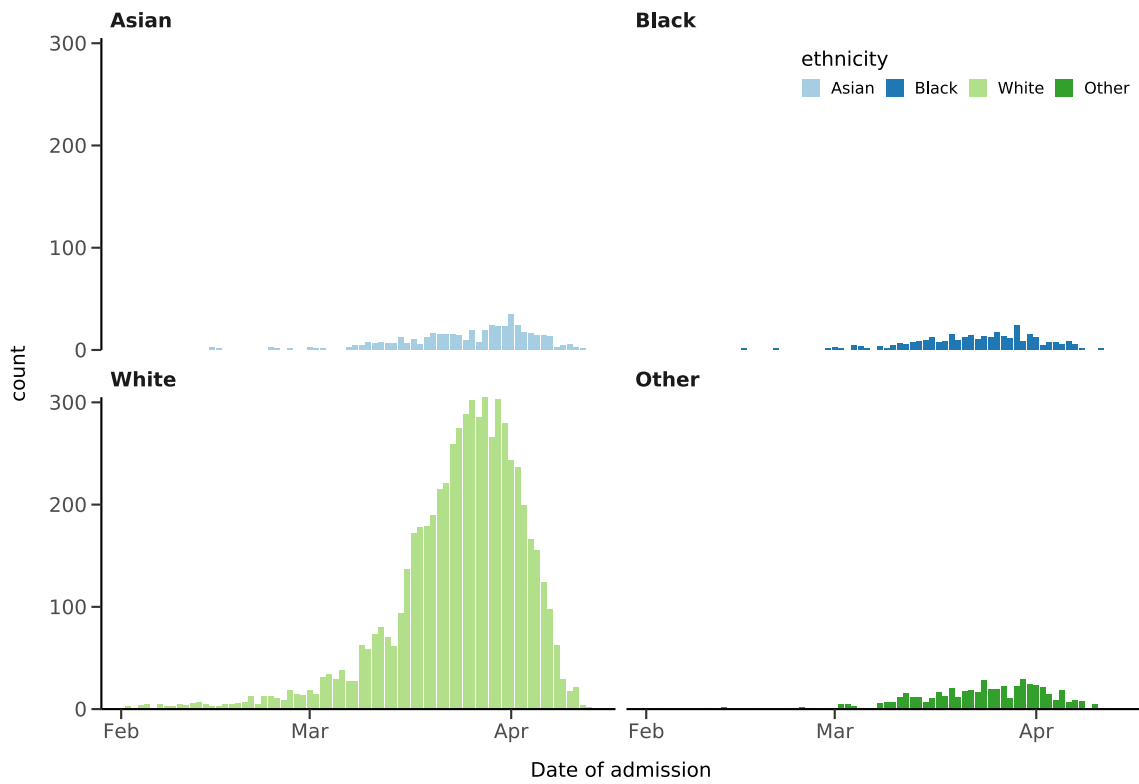 Asian
Black
ethnicity
Asian Black White Other
300
200
100
0
count
White
Other
300
200
100
0
Feb Mar Apr Feb Mar Apr
Date of admission